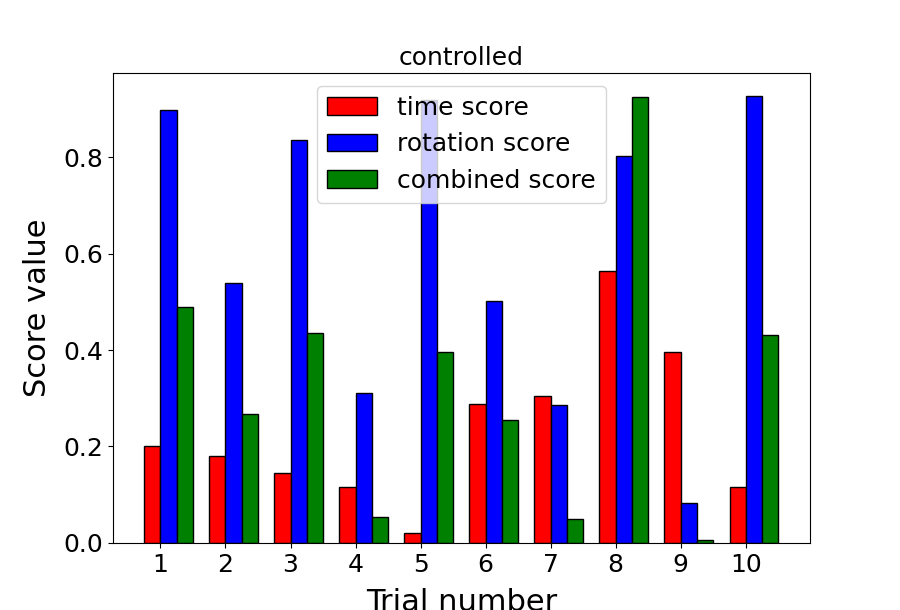 controlled
time score
rotation score
combined score
Score value
0.8
0.6
0.4
0.2
0.0
1 2 3 4 5 6 7 8 9 10
Trial number